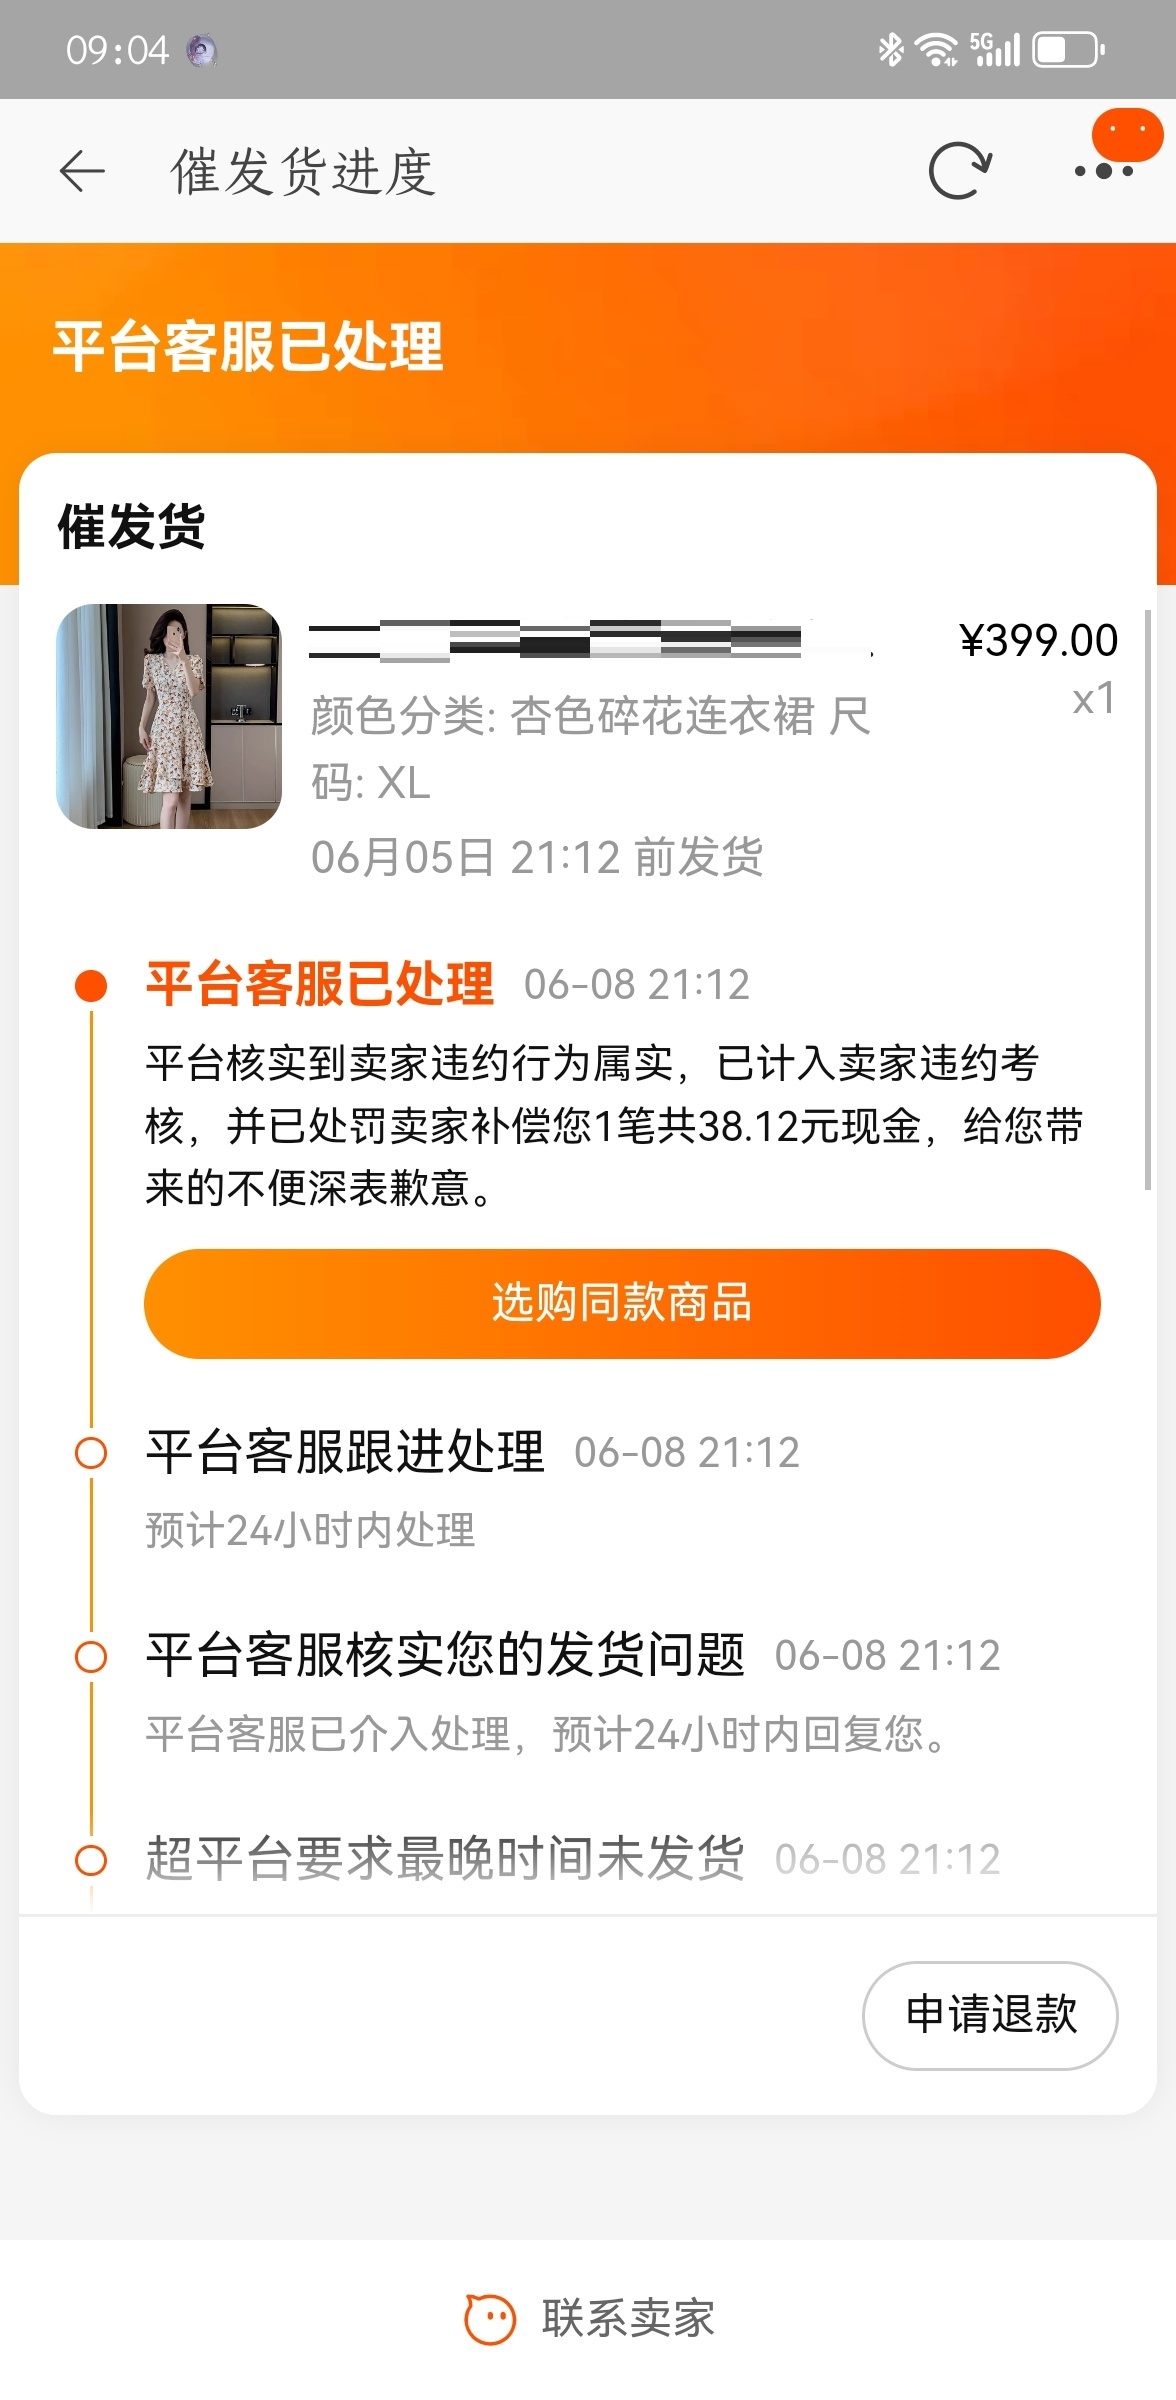 09:04
5G
催发货进度
平台客服已处理
催发货
¥399.00
x1
颜色分类: 杏色碎花连衣裙 尺
码: XL
06月05日 21:12 前发货
平台客服已处理 06-08 21:12
平台核实到卖家违约行为属实，已计入卖家违约考
核，并已处罚卖家补偿您1笔共38.12元现金，给您带
来的不便深表歉意。
选购同款商品
平台客服跟进处理 06-08 21:12
预计24小时内处理
平台客服核实您的发货问题 06-08 21:12
平台客服已介入处理，预计24小时内回复您。
超平台要求最晚时间未发货 06-08 21:12
申请退款
联系卖家